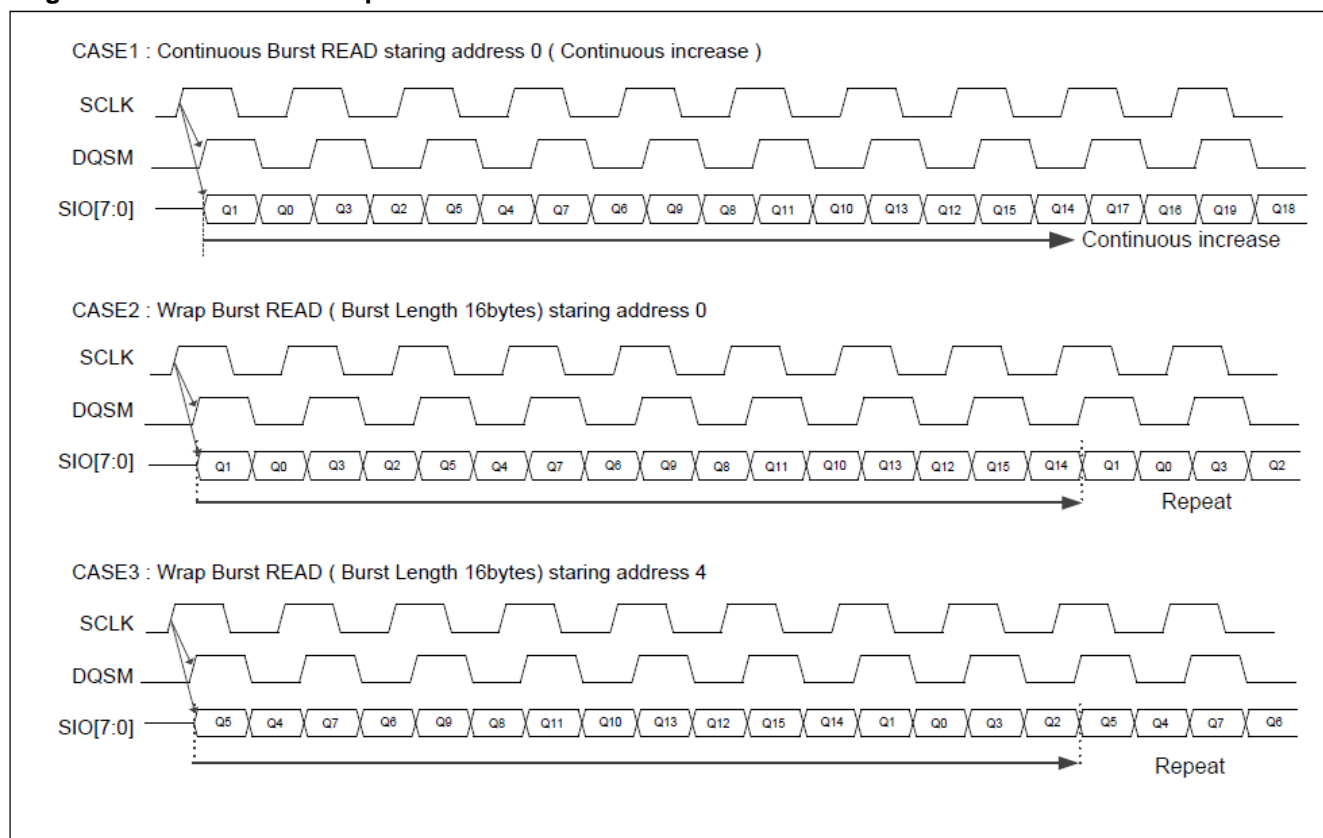 CASE1 : Continuous Burst READ staring address 0 ( Continuous increase )
SCLK
DQSM
SIO[7:0] Q1 Q0 Q3 Q2 Q5 Q4 Q7 Q6 Q9 Q8 Q11 Q10 Q13 Q12 Q15 Q14 Q17 Q16 Q19 Q18
Continuous increase
CASE2 : Wrap Burst READ ( Burst Length 16bytes) staring address 0
SCLK
DQSM
SIO[7:0] Q1 Q0 Q3 Q2 Q5 Q4 Q7 Q6 Q9 Q8 Q11 Q10 Q13 Q12 Q15 Q14 Q1 Q0 Q3 Q2
Repeat
CASE3 : Wrap Burst READ ( Burst Length 16bytes) staring address 4
SCLK
DQSM
SIO[7:0] Q5 Q4 Q7 Q6 Q9 Q8 Q11 Q10 Q13 Q12 Q15 Q14 Q1 Q0 Q3 Q2 Q5 Q4 Q7 Q6
Repeat